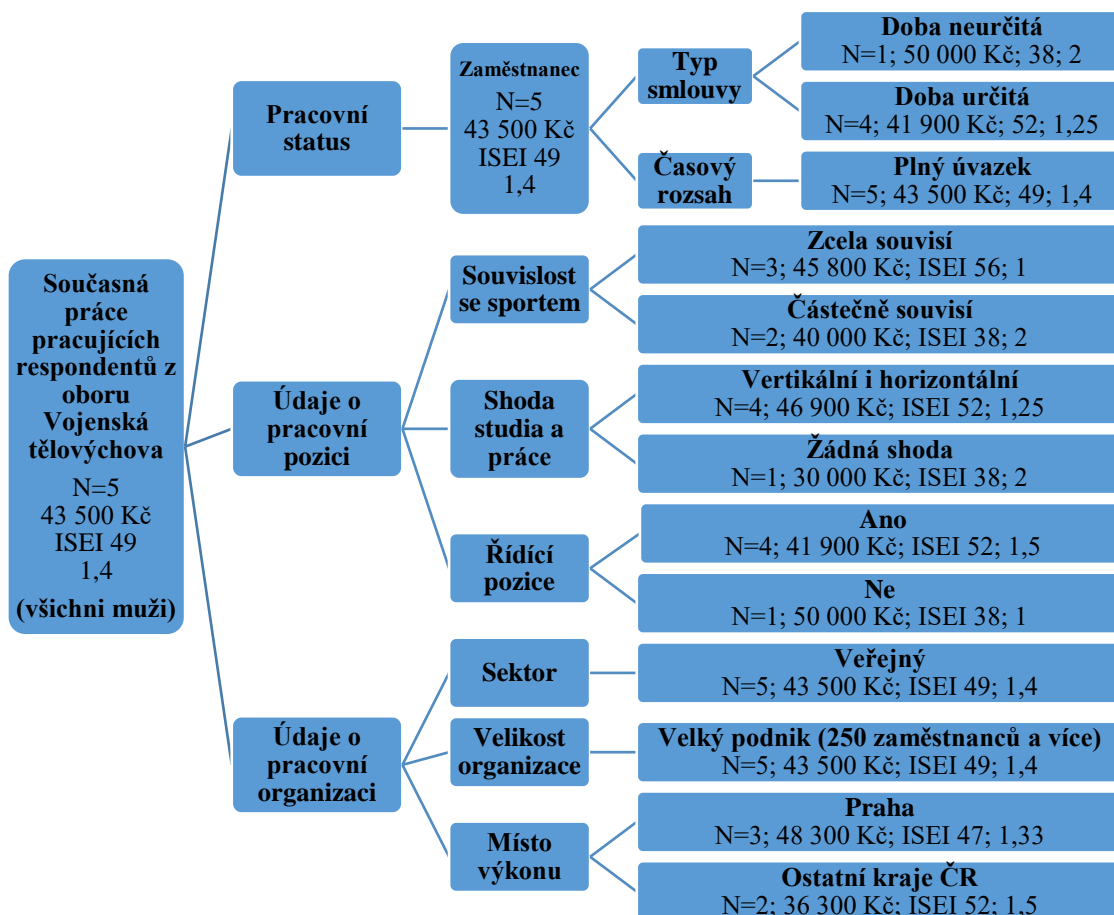 Současná
práce
pracujících
respondentů z
oboru
Vojenská
tělovýchova
N=5
43 500 Kč
ISEI 49
1,4
(všichni muži)
Pracovní
status
Zaměstnanec
N=5
43 500 Kč
ISEI 49
1,4
Typ
smlouvy
Doba neurčitá
N=1; 50 000 Kč; 38; 2
Doba určitá
N=4; 41 900 Kč; 52; 1,25
Časový
rozsah
Plný úvazek
N=5; 43 500 Kč; 49; 1,4
Údaje o
pracovní
pozici
Souvislost
se sportem
Zcela souvisí
N=3; 45 800 Kč; ISEI 56; 1
Částečně souvisí
N=2; 40 000 Kč; ISEI 38; 2
Shoda
studia a
práce
Vertikální i horizontální
N=4; 46 900 Kč; ISEI 52; 1,25
Žádná shoda
N=1; 30 000 Kč; ISEI 38; 2
Řídící
pozice
Ano
N=4; 41 900 Kč; ISEI 52; 1,5
Ne
N=1; 50 000 Kč; ISEI 38; 1
Údaje o
pracovní
organizaci
Sektor
Veřejný
N=5; 43 500 Kč; ISEI 49; 1,4
Velikost
organizace
Velký podnik (250 zaměstnanců a více)
N=5; 43 500 Kč; ISEI 49; 1,4
Místo
výkonu
Praha
N=3; 48 300 Kč; ISEI 47; 1,33
Ostatní kraje ČR
N=2; 36 300 Kč; ISEI 52; 1,5